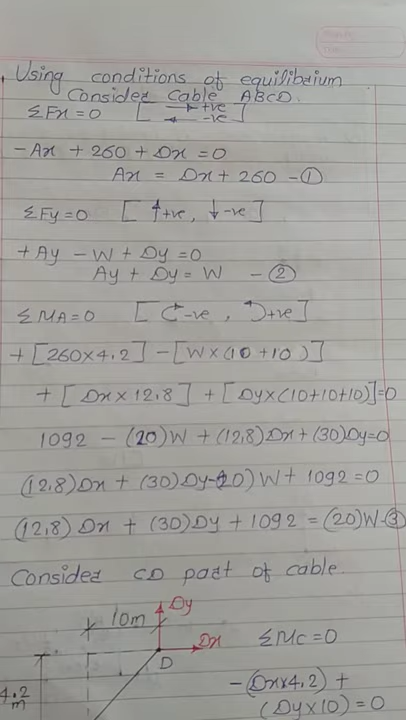 Using conditions of equilibrium
Consider Cable ABCD.
ΣFx=0 [ → +ve ← -ve ]
-Ax + 260 + Dx = 0
Ax = Dx + 260 - ①
ΣFy=0 [ ↑+ve, ↓-ve ]
+Ay - W + Dy = 0
Ay + Dy = W - ②
ΣMA=0 [ ↻-ve, ↺+ve ]
+ [260×4.2] - [W×(10+10)]
+ [Dx×12.8] + [Dy×(10+10+10)]=0
1092 - (20)W + (12.8)Dx + (30)Dy=0
(12.8)Dx + (30)Dy-(20)W + 1092 = 0
(12.8) Dx + (30)Dy + 1092 = (20)W-③
Consider CD part of cable.
Dy
10m
Dx
ΣMc=0
D
4.2
m
-(Dx×4.2) +
(Dy×10) = 0